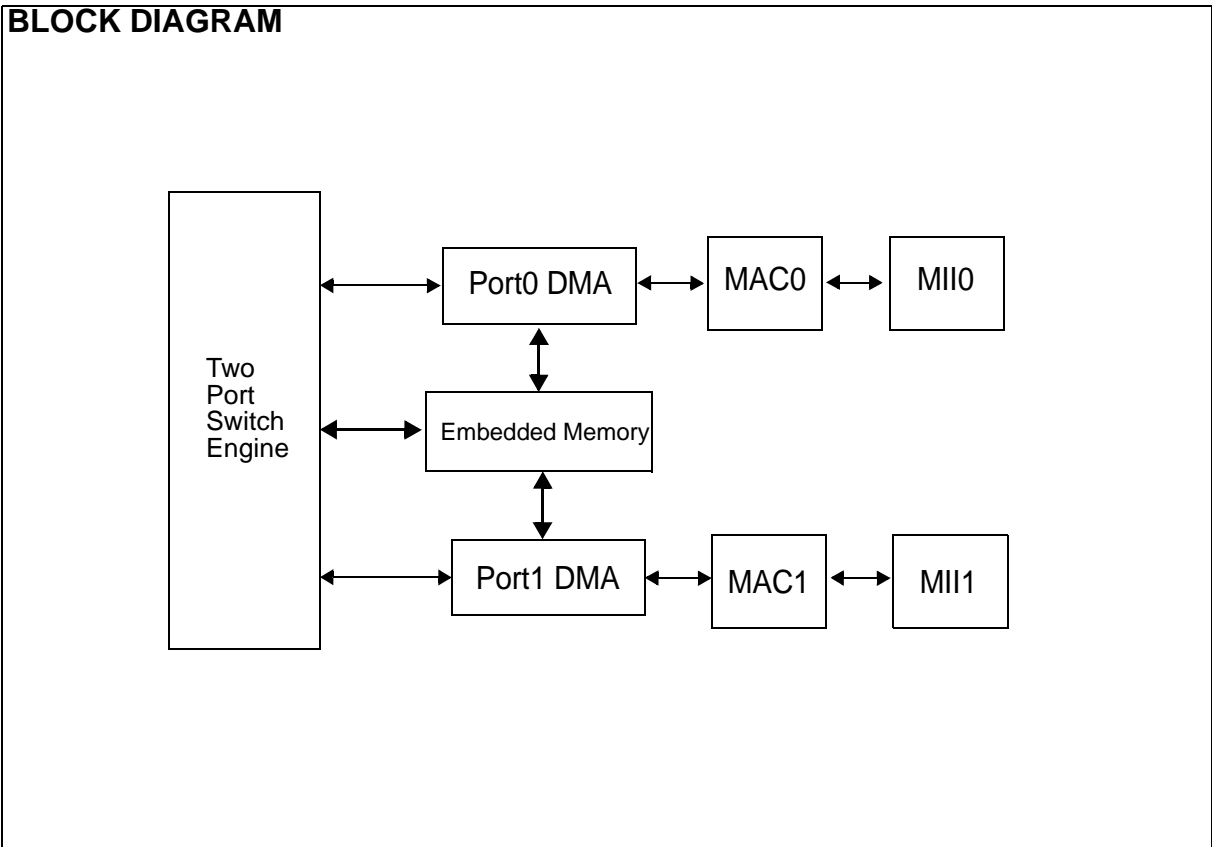 BLOCK DIAGRAM
Two
Port
Switch
Engine
Port0 DMA
MAC0
MII0
Embedded Memory
Port1 DMA
MAC1
MII1